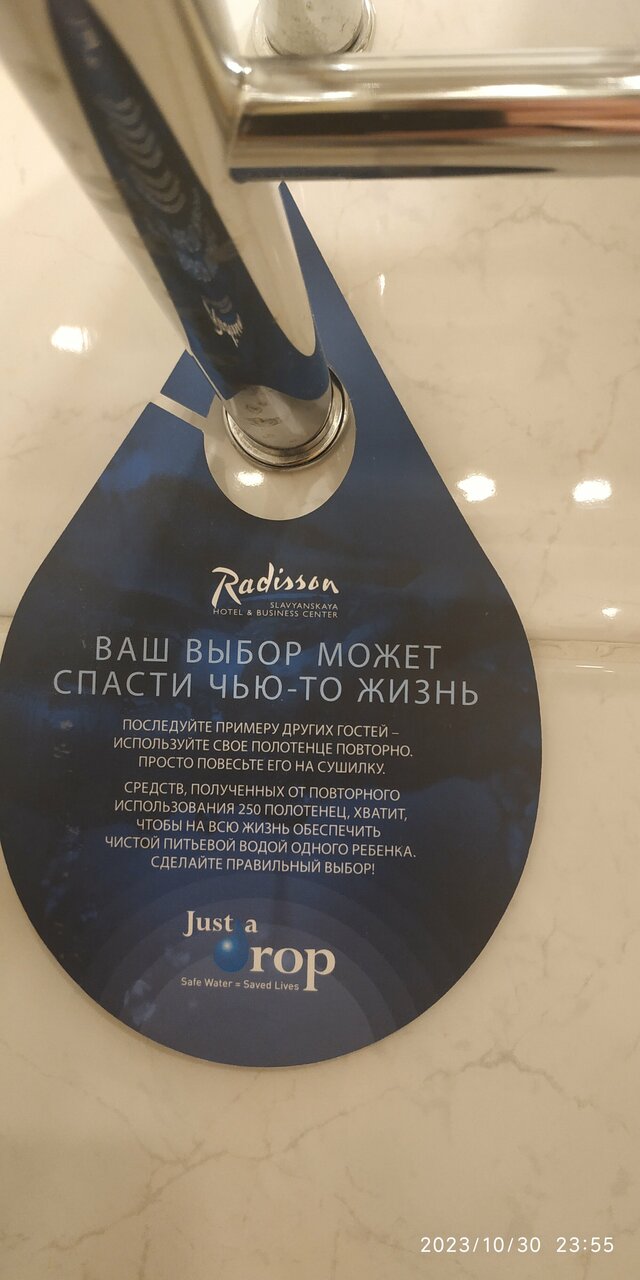 Radisson
SLAVYANSKAYA
HOTEL & BUSINESS CENTER
ВАШ ВЫБОР МОЖЕТ
СПАСТИ ЧЬЮ-ТО ЖИЗНЬ
ПОСЛЕДУЙТЕ ПРИМЕРУ ДРУГИХ ГОСТЕЙ –
ИСПОЛЬЗУЙТЕ СВОЕ ПОЛОТЕНЦЕ ПОВТОРНО.
ПРОСТО ПОВЕСЬТЕ ЕГО НА СУШИЛКУ.
СРЕДСТВ, ПОЛУЧЕННЫХ ОТ ПОВТОРНОГО
ИСПОЛЬЗОВАНИЯ 250 ПОЛОТЕНЕЦ, ХВАТИТ,
ЧТОБЫ НА ВСЮ ЖИЗНЬ ОБЕСПЕЧИТЬ
ЧИСТОЙ ПИТЬЕВОЙ ВОДОЙ ОДНОГО РЕБЕНКА.
СДЕЛАЙТЕ ПРАВИЛЬНЫЙ ВЫБОР!
Just a
Drop
Safe Water = Saved Lives
2023/10/30 23:55